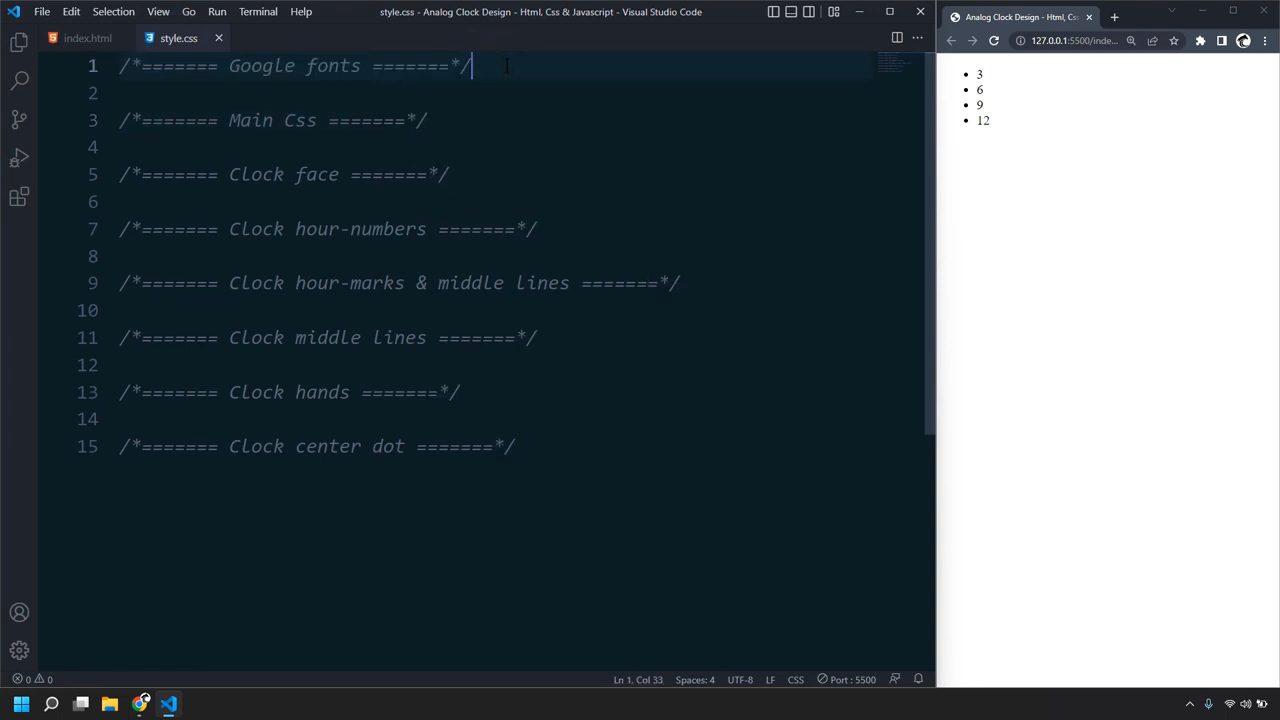 File Edit Selection View Go Run Terminal Help
style.css - Analog Clock Design - Html, Css & Javascript - Visual Studio Code
index.html style.css
1 /*======= Google fonts =======*/
2
3 /*======= Main Css =======*/
4
5 /*======= Clock face =======*/
6
7 /*======= Clock hour-numbers =======*/
8
9 /*======= Clock hour-marks & middle lines =======*/
10
11 /*======= Clock middle lines =======*/
12
13 /*======= Clock hands =======*/
14
15 /*======= Clock center dot =======*/
0 0
Ln 1, Col 33 Spaces: 4 UTF-8 LF CSS Port : 5500
Analog Clock Design - Html, Cs
127.0.0.1:5500/inde...
• 3
• 6
• 9
• 12